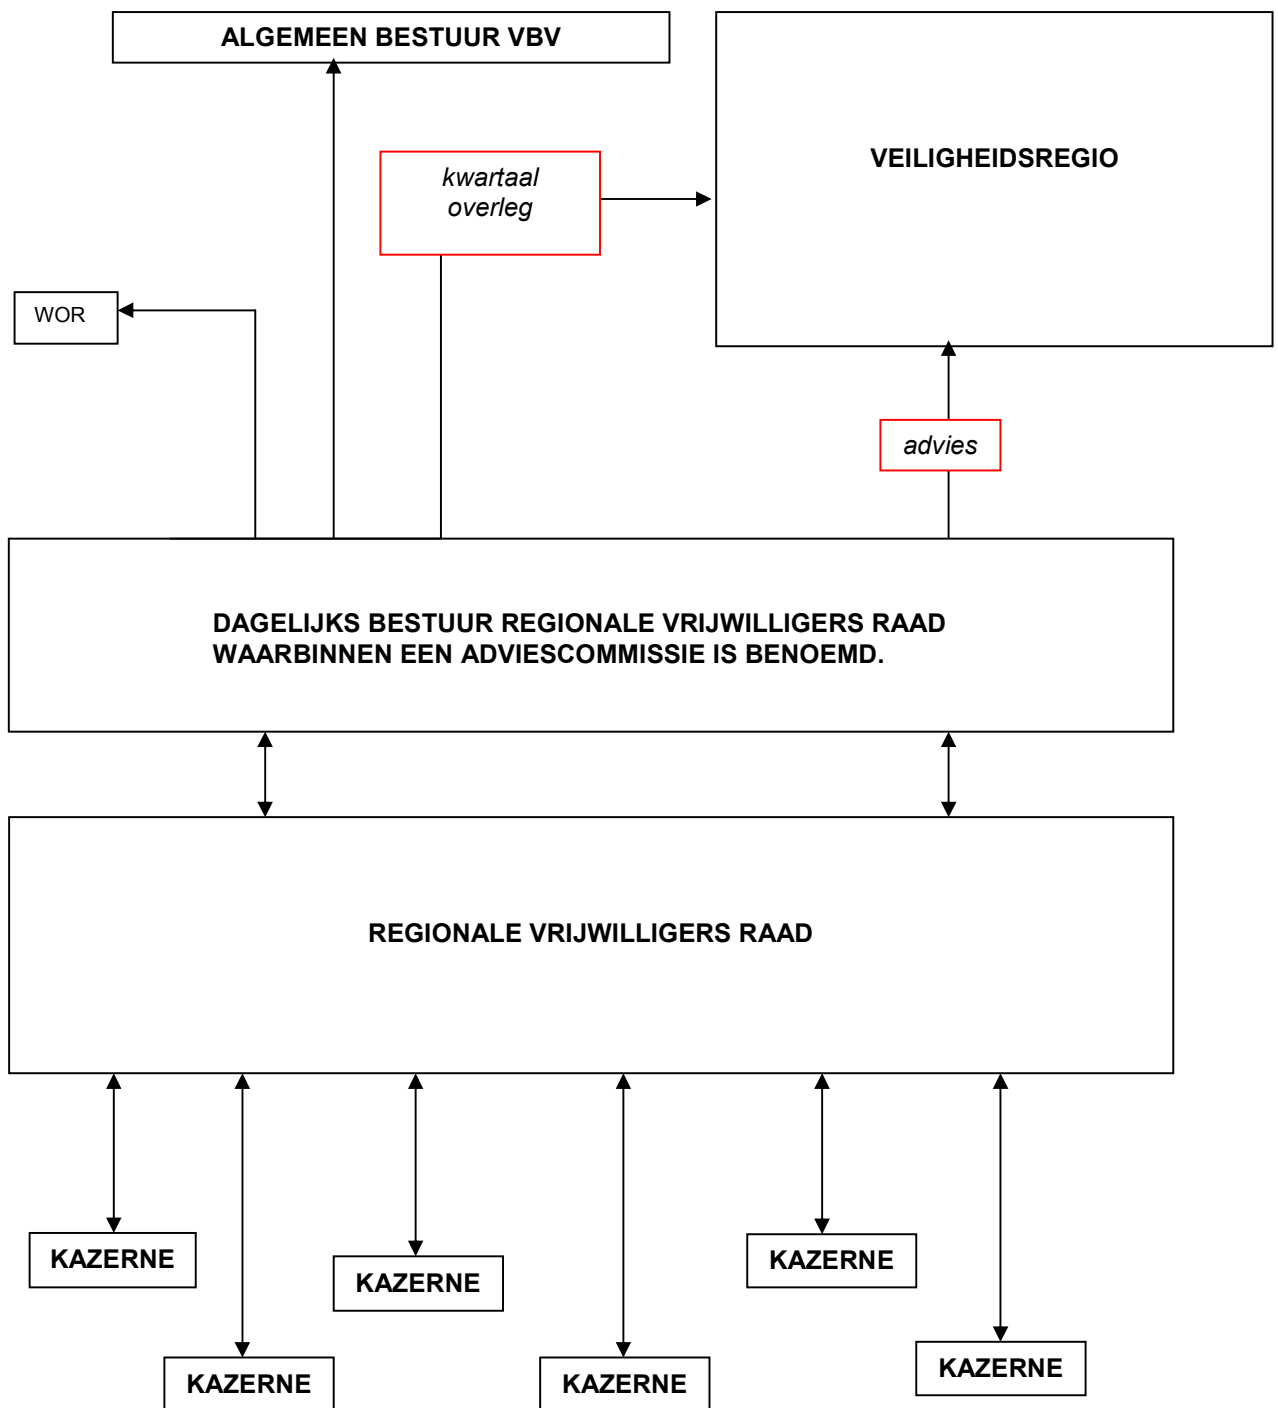 ALGEMEEN BESTUUR VBV
VEILIGHEIDSREGIO
kwartaal
overleg
WOR
advies
DAGELIJKS BESTUUR REGIONALE VRIJWILLIGERS RAAD
WAARBINNEN EEN ADVIESCOMMISSIE IS BENOEMD.
REGIONALE VRIJWILLIGERS RAAD
KAZERNE
KAZERNE
KAZERNE
KAZERNE
KAZERNE
KAZERNE